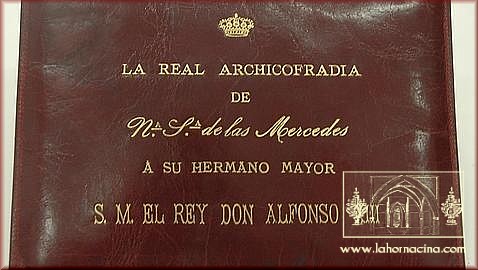 LA REAL ARCHICOFRADIA
DE
Nª Sª de las Mercedes
Á SU HERMANO MAYOR
S. M. EL REY DON ALFONSO
www.lahornacina.com